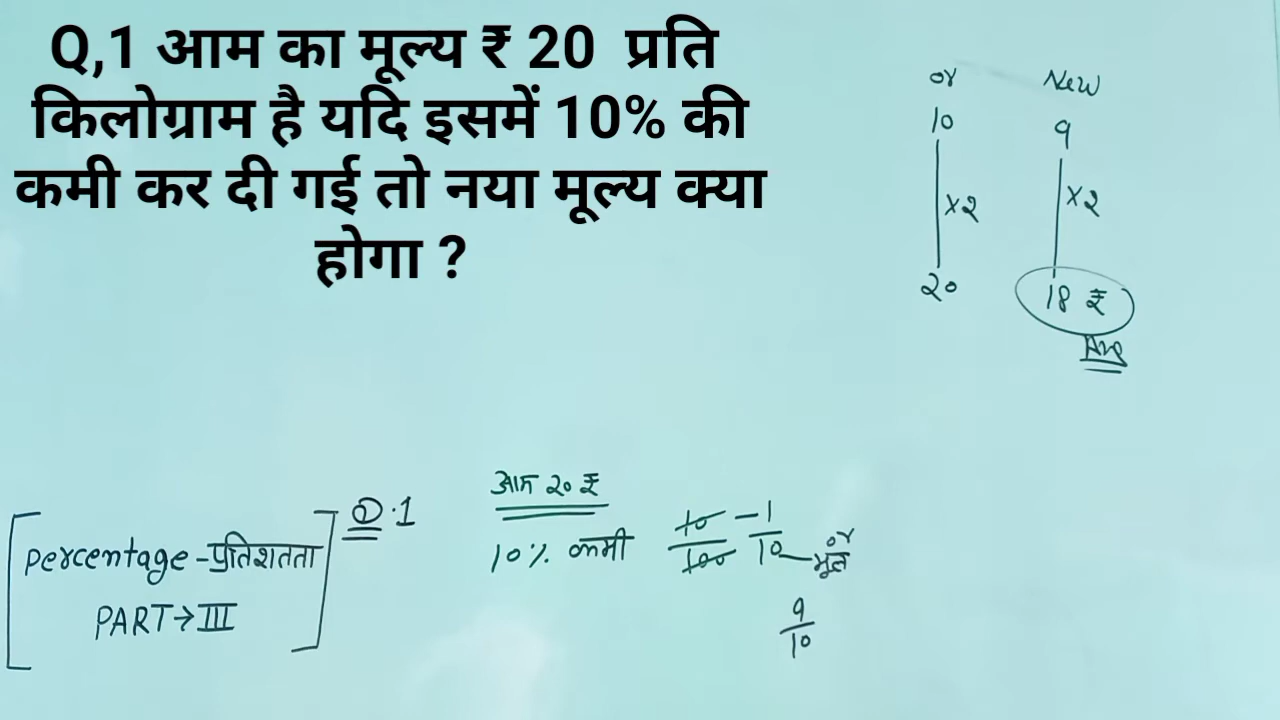 Q,1 आम का मूल्य ₹ 20 प्रति
किलोग्राम है यदि इसमें 10% की
कमी कर दी गई तो नया मूल्य क्या
होगा ?
or New
10 9
×2 ×2
20 18 ₹
Ans
[Percentage-प्रतिशतता
PART→III]
Q.1
आम 20 ₹
10% कमी 10/100 -1/10 or मूल
9/10